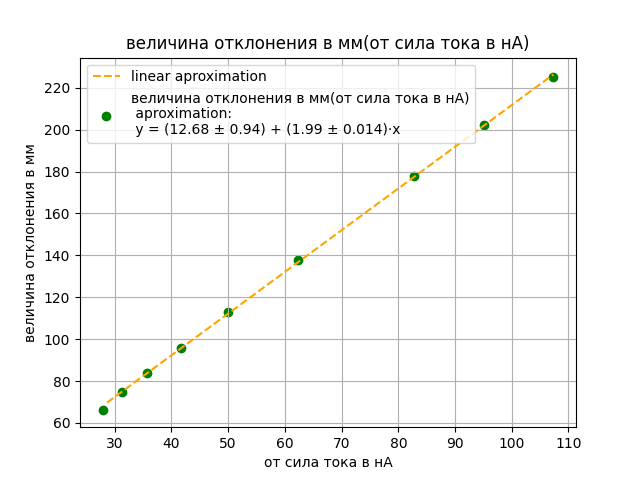 величина отклонения в мм(от сила тока в нА)
linear aproximation
величина отклонения в мм(от сила тока в нА)
aproximation:
y = (12.68 ± 0.94) + (1.99 ± 0.014)·x
величина отклонения в мм
220
200
180
160
140
120
100
80
60
30 40 50 60 70 80 90 100 110
от сила тока в нА